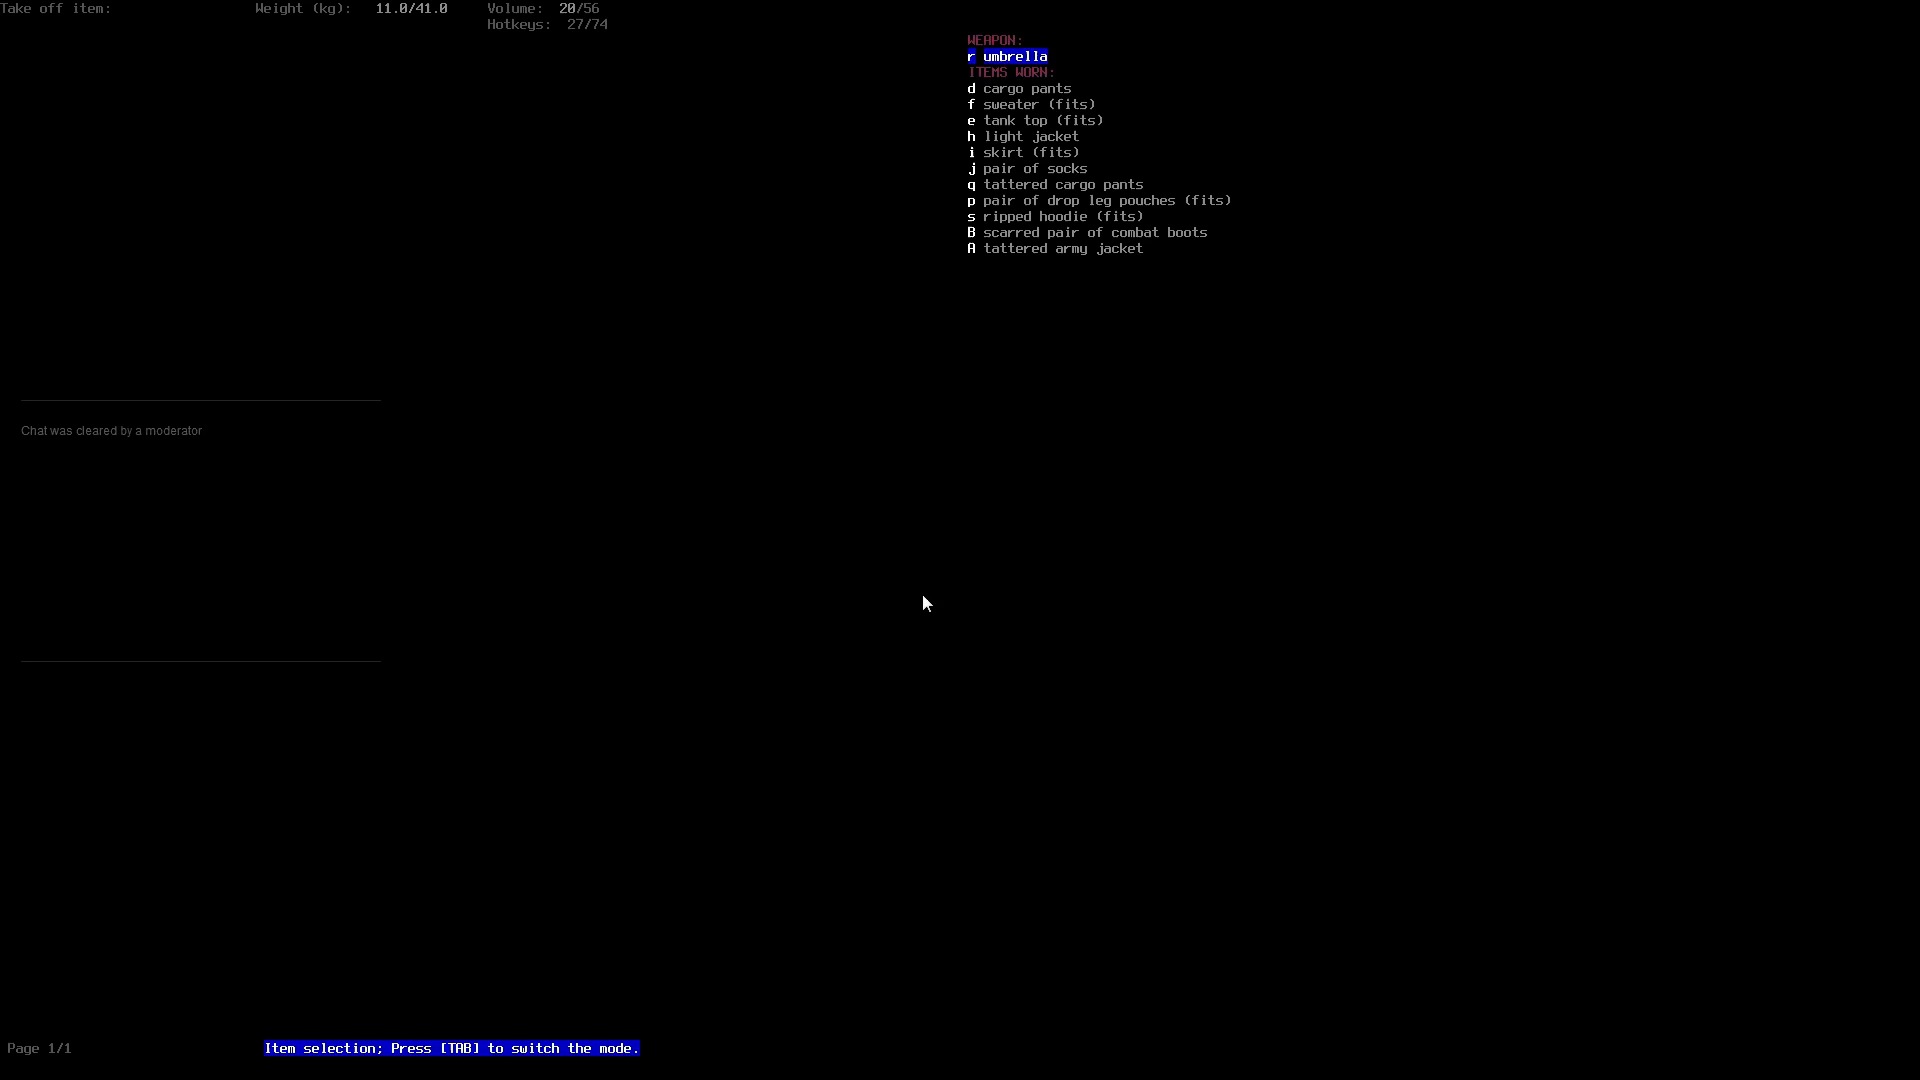 Take off item: Weight (kg): 11.0/41.0 Volume: 20/56
Hotkeys: 27/74
WEAPON:
r umbrella
ITEMS WORN:
d cargo pants
f sweater (fits)
e tank top (fits)
h light jacket
i skirt (fits)
j pair of socks
q tattered cargo pants
p pair of drop leg pouches (fits)
s ripped hoodie (fits)
B scarred pair of combat boots
A tattered army jacket
Chat was cleared by a moderator
Page 1/1 Item selection; Press [TAB] to switch the mode.